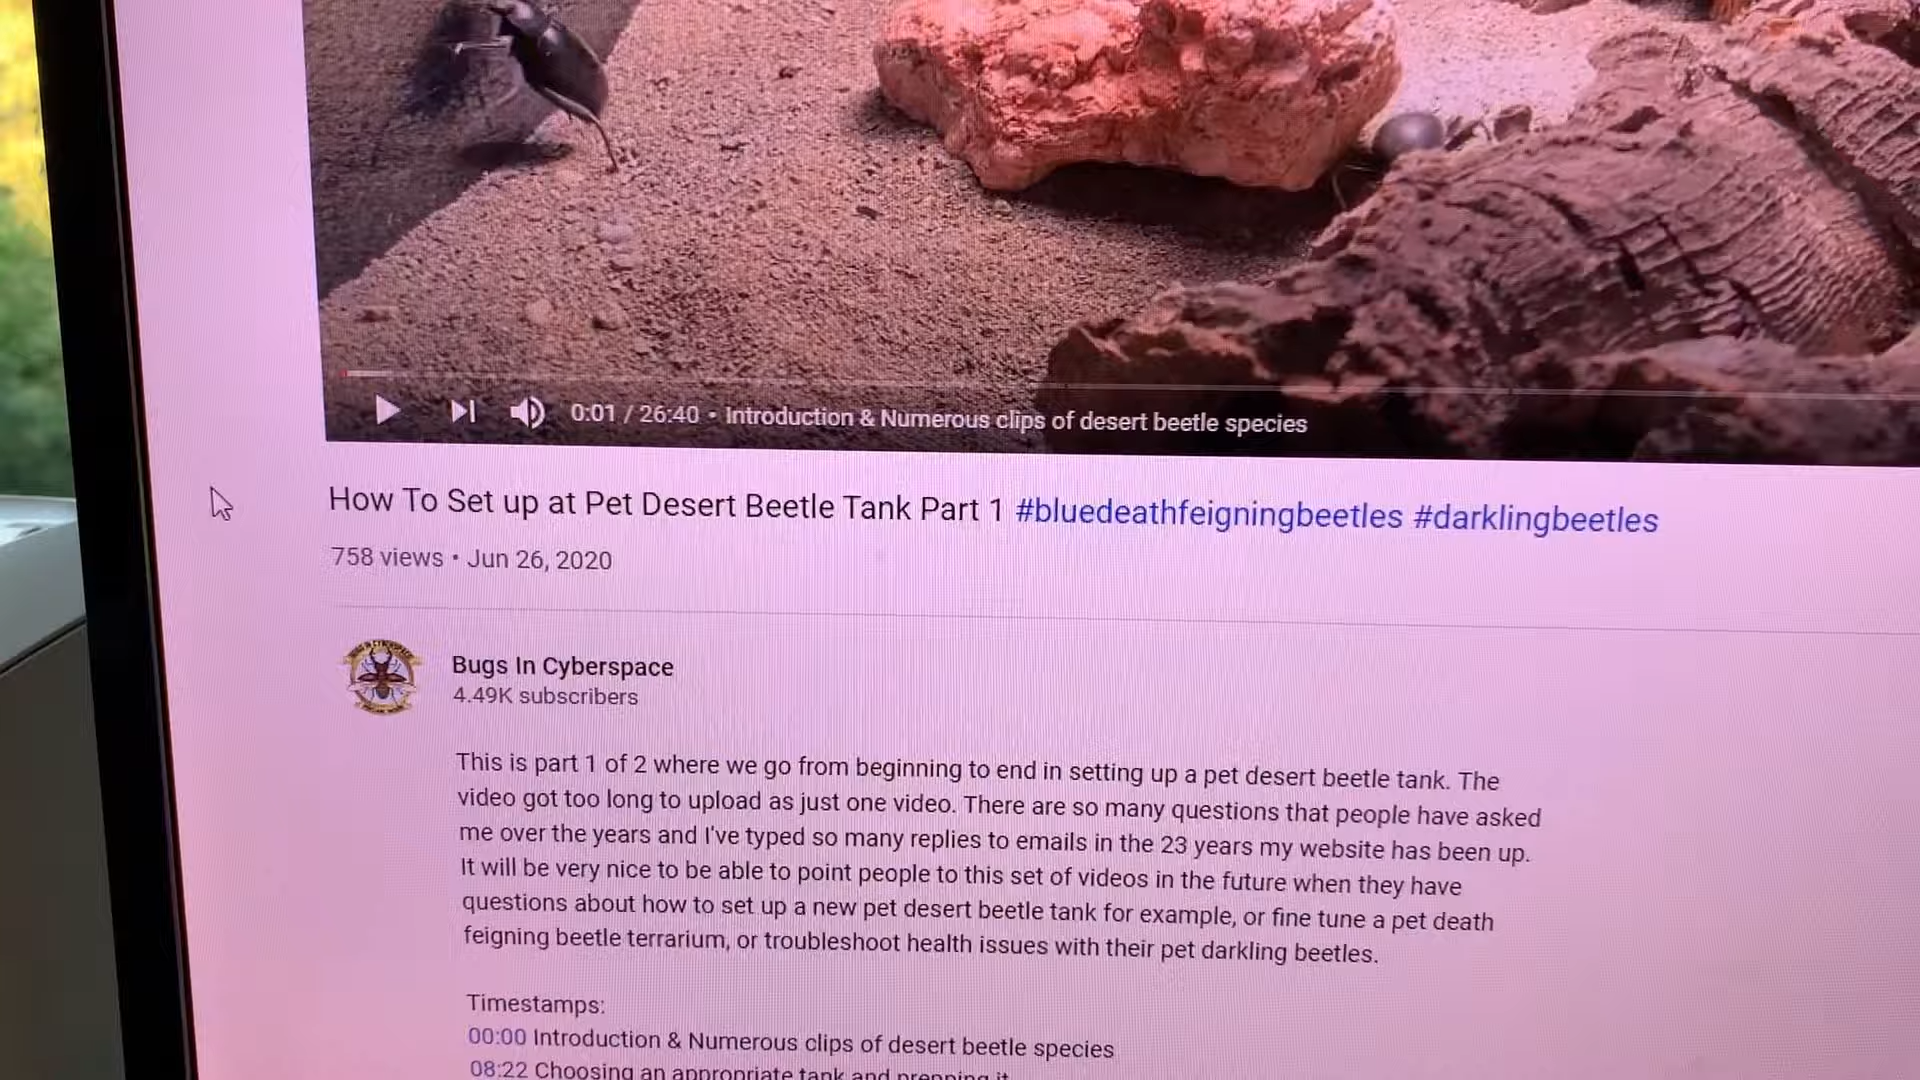 0:01 / 26:40 • Introduction & Numerous clips of desert beetle species
How To Set up at Pet Desert Beetle Tank Part 1 #bluedeathfeigningbeetles #darklingbeetles
758 views • Jun 26, 2020
Bugs In Cyberspace
4.49K subscribers
This is part 1 of 2 where we go from beginning to end in setting up a pet desert beetle tank. The
video got too long to upload as just one video. There are so many questions that people have asked
me over the years and I've typed so many replies to emails in the 23 years my website has been up.
It will be very nice to be able to point people to this set of videos in the future when they have
questions about how to set up a new pet desert beetle tank for example, or fine tune a pet death
feigning beetle terrarium, or troubleshoot health issues with their pet darkling beetles.
Timestamps:
00:00 Introduction & Numerous clips of desert beetle species
08:22 Choosing an appropriate tank and prepping it